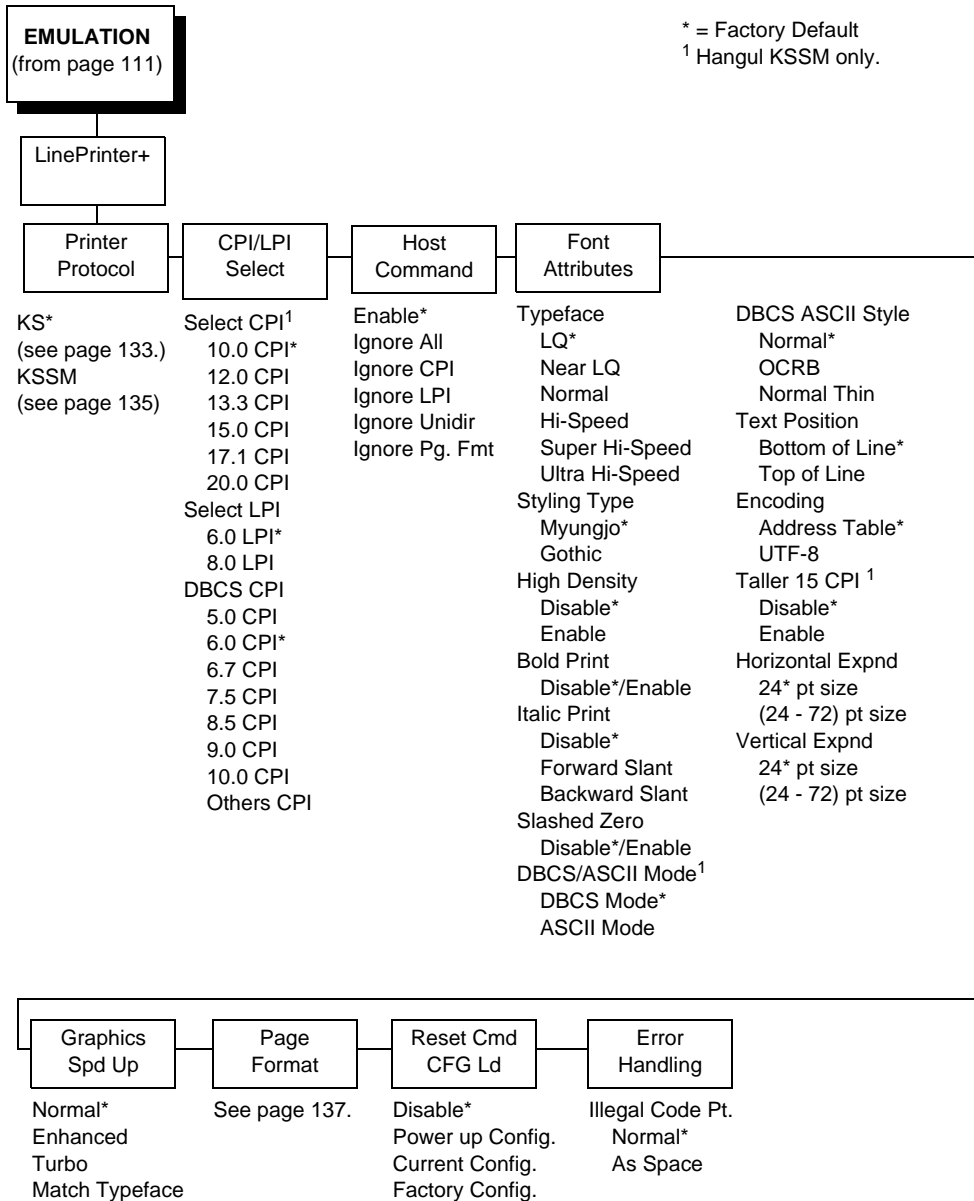 EMULATION
(from page 111)
* = Factory Default
1 Hangul KSSM only.
LinePrinter+
Printer
Protocol
CPI/LPI
Select
Host
Command
Font
Attributes
KS*
(see page 133.)
KSSM
(see page 135)
Select CPI1
10.0 CPI*
12.0 CPI
13.3 CPI
15.0 CPI
17.1 CPI
20.0 CPI
Select LPI
6.0 LPI*
8.0 LPI
DBCS CPI
5.0 CPI
6.0 CPI*
6.7 CPI
7.5 CPI
8.5 CPI
9.0 CPI
10.0 CPI
Others CPI
Enable*
Ignore All
Ignore CPI
Ignore LPI
Ignore Unidir
Ignore Pg. Fmt
Typeface
LQ*
Near LQ
Normal
Hi-Speed
Super Hi-Speed
Ultra Hi-Speed
Styling Type
Myungjo*
Gothic
High Density
Disable*
Enable
Bold Print
Disable*/Enable
Italic Print
Disable*
Forward Slant
Backward Slant
Slashed Zero
Disable*/Enable
DBCS/ASCII Mode1
DBCS Mode*
ASCII Mode
DBCS ASCII Style
Normal*
OCRB
Normal Thin
Text Position
Bottom of Line*
Top of Line
Encoding
Address Table*
UTF-8
Taller 15 CPI 1
Disable*
Enable
Horizontal Expnd
24* pt size
(24 - 72) pt size
Vertical Expnd
24* pt size
(24 - 72) pt size
Graphics
Spd Up
Page
Format
Reset Cmd
CFG Ld
Error
Handling
Normal*
Enhanced
Turbo
Match Typeface
See page 137.
Disable*
Power up Config.
Current Config.
Factory Config.
Illegal Code Pt.
Normal*
As Space